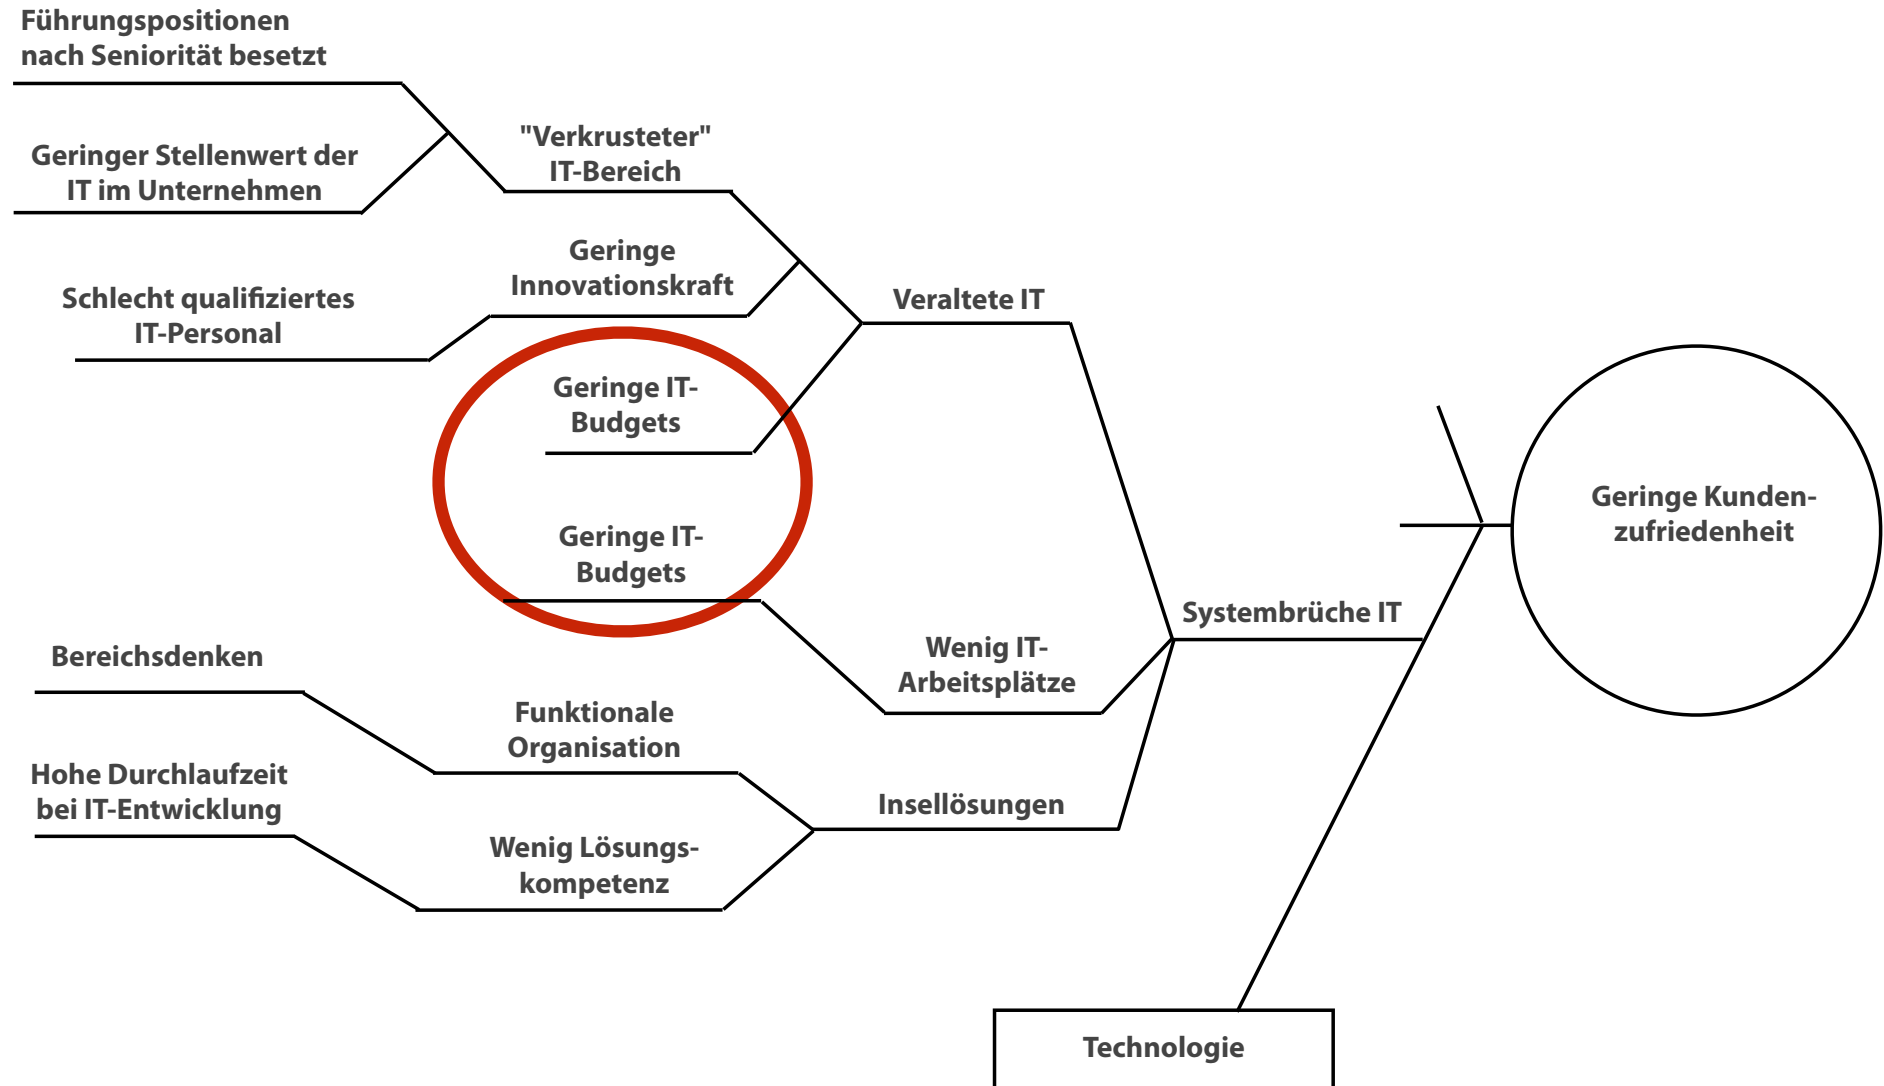 Führungspositionen
nach Seniorität besetzt
Geringer Stellenwert der
IT im Unternehmen
"Verkrusteter"
IT-Bereich
Geringe
Innovationskraft
Schlecht qualifiziertes
IT-Personal
Veraltete IT
Geringe IT-
Budgets
Geringe IT-
Budgets
Geringe Kunden-
zufriedenheit
Systembrüche IT
Wenig IT-
Arbeitsplätze
Bereichsdenken
Funktionale
Organisation
Hohe Durchlaufzeit
bei IT-Entwicklung
Insellösungen
Wenig Lösungs-
kompetenz
Technologie